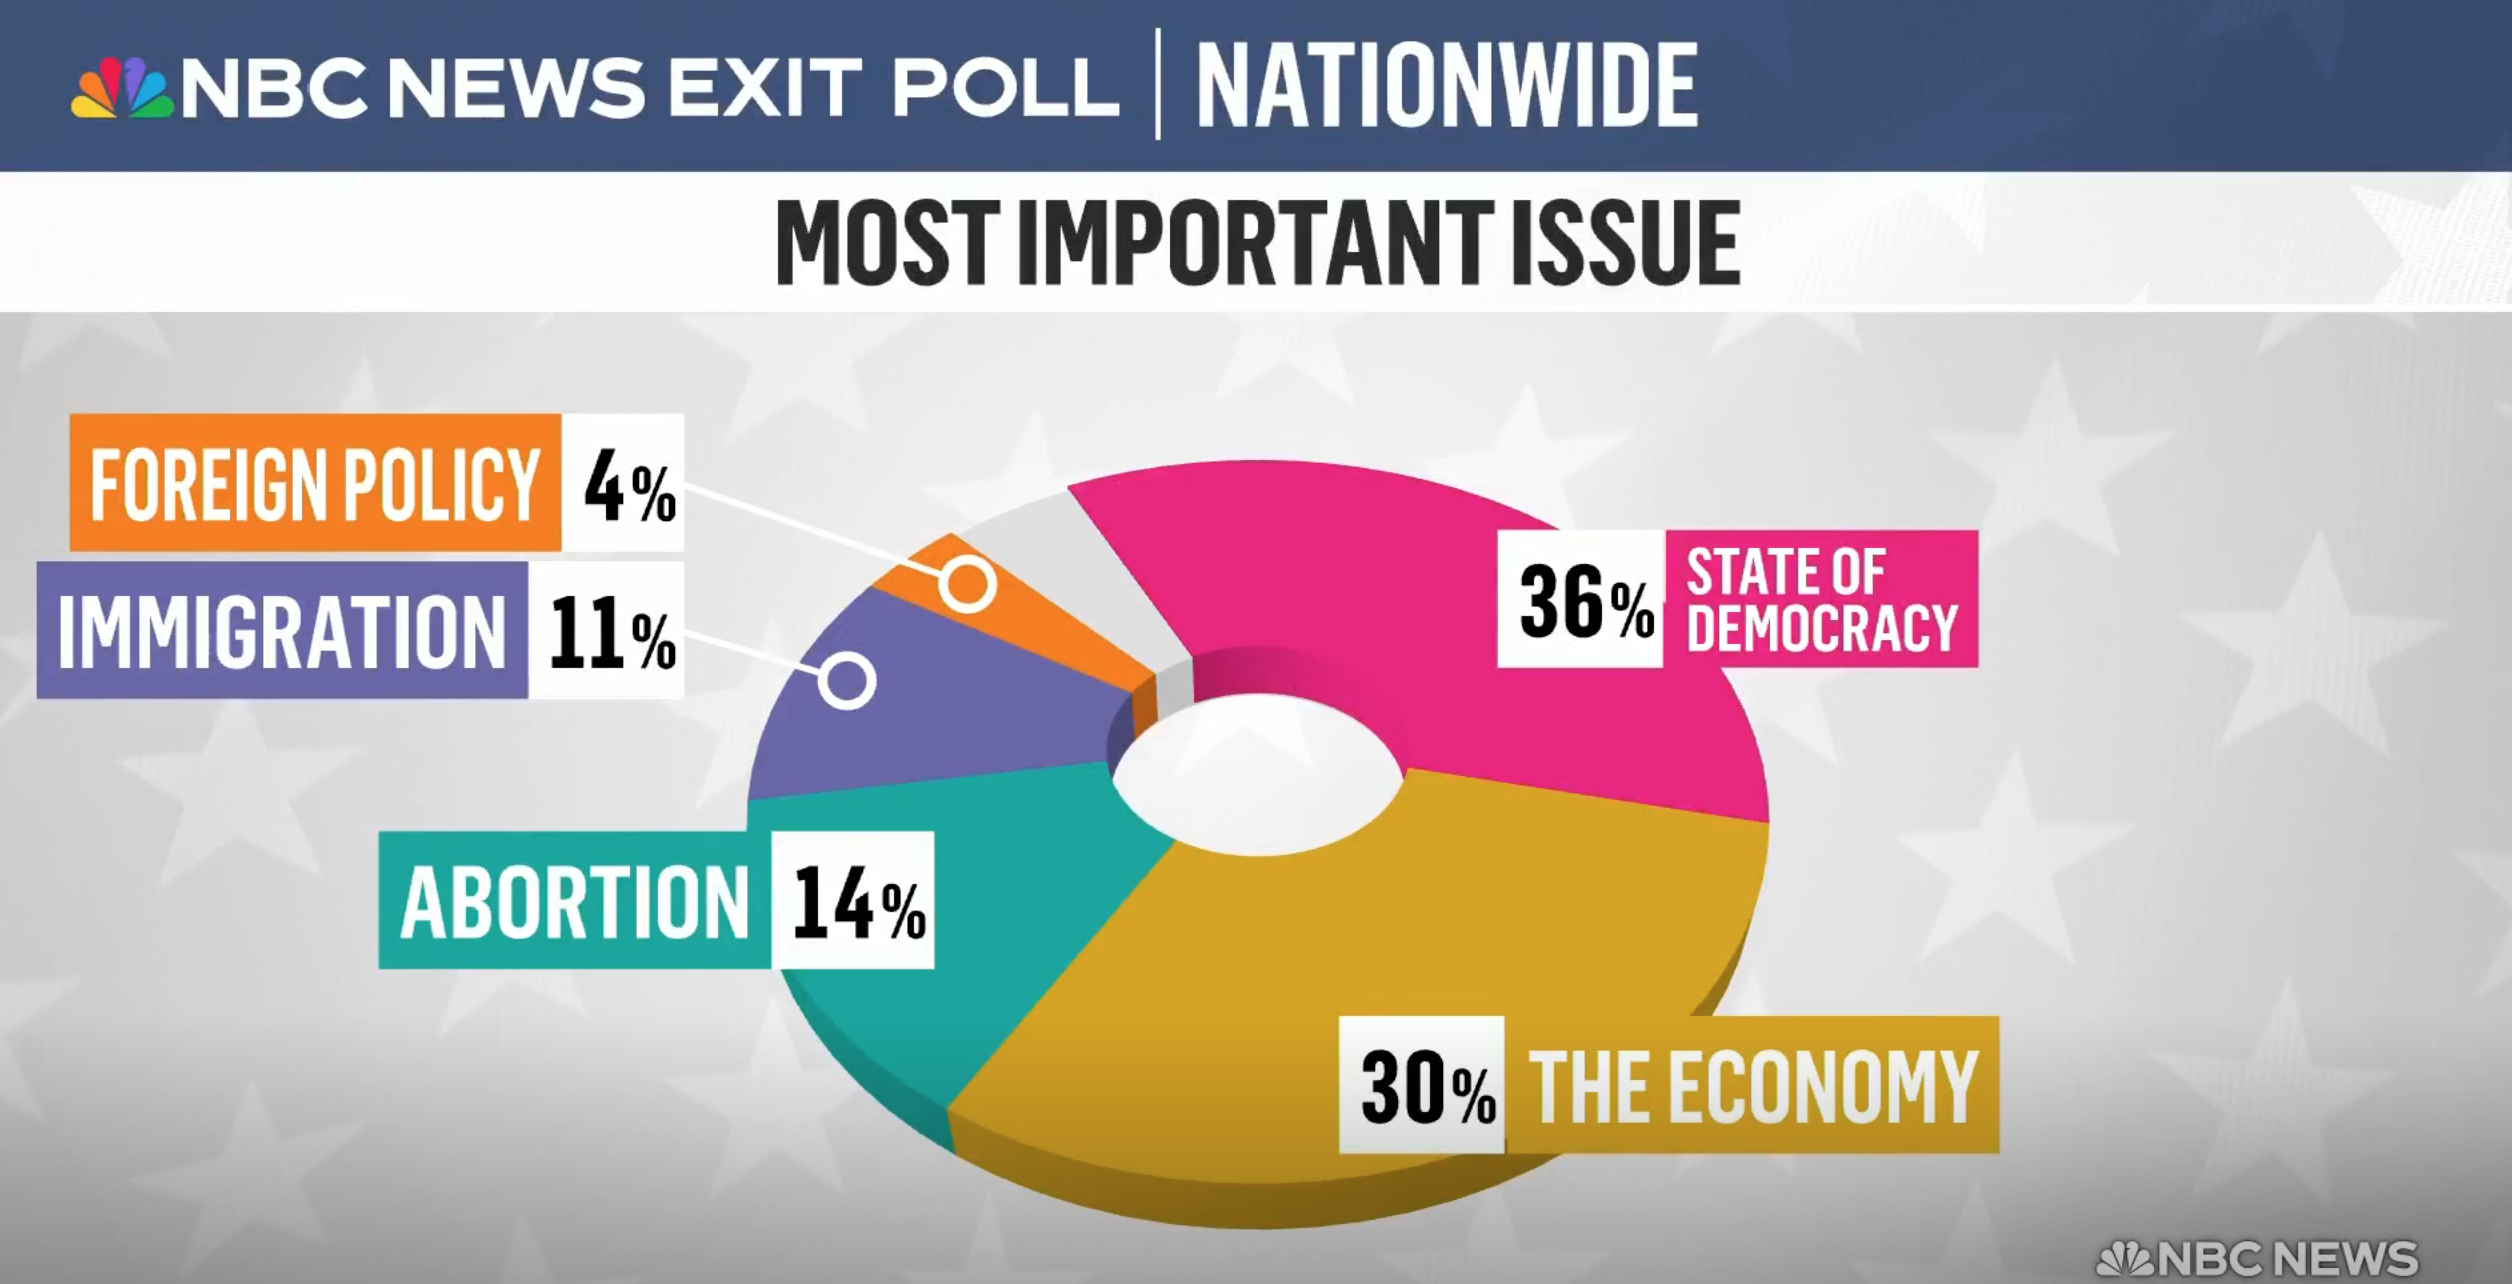 NBC NEWS EXIT POLL | NATIONWIDE
MOST IMPORTANT ISSUE
FOREIGN POLICY 4%
IMMIGRATION 11%
ABORTION 14%
36% STATE OF
DEMOCRACY
30% THE ECONOMY
NBC NEWS